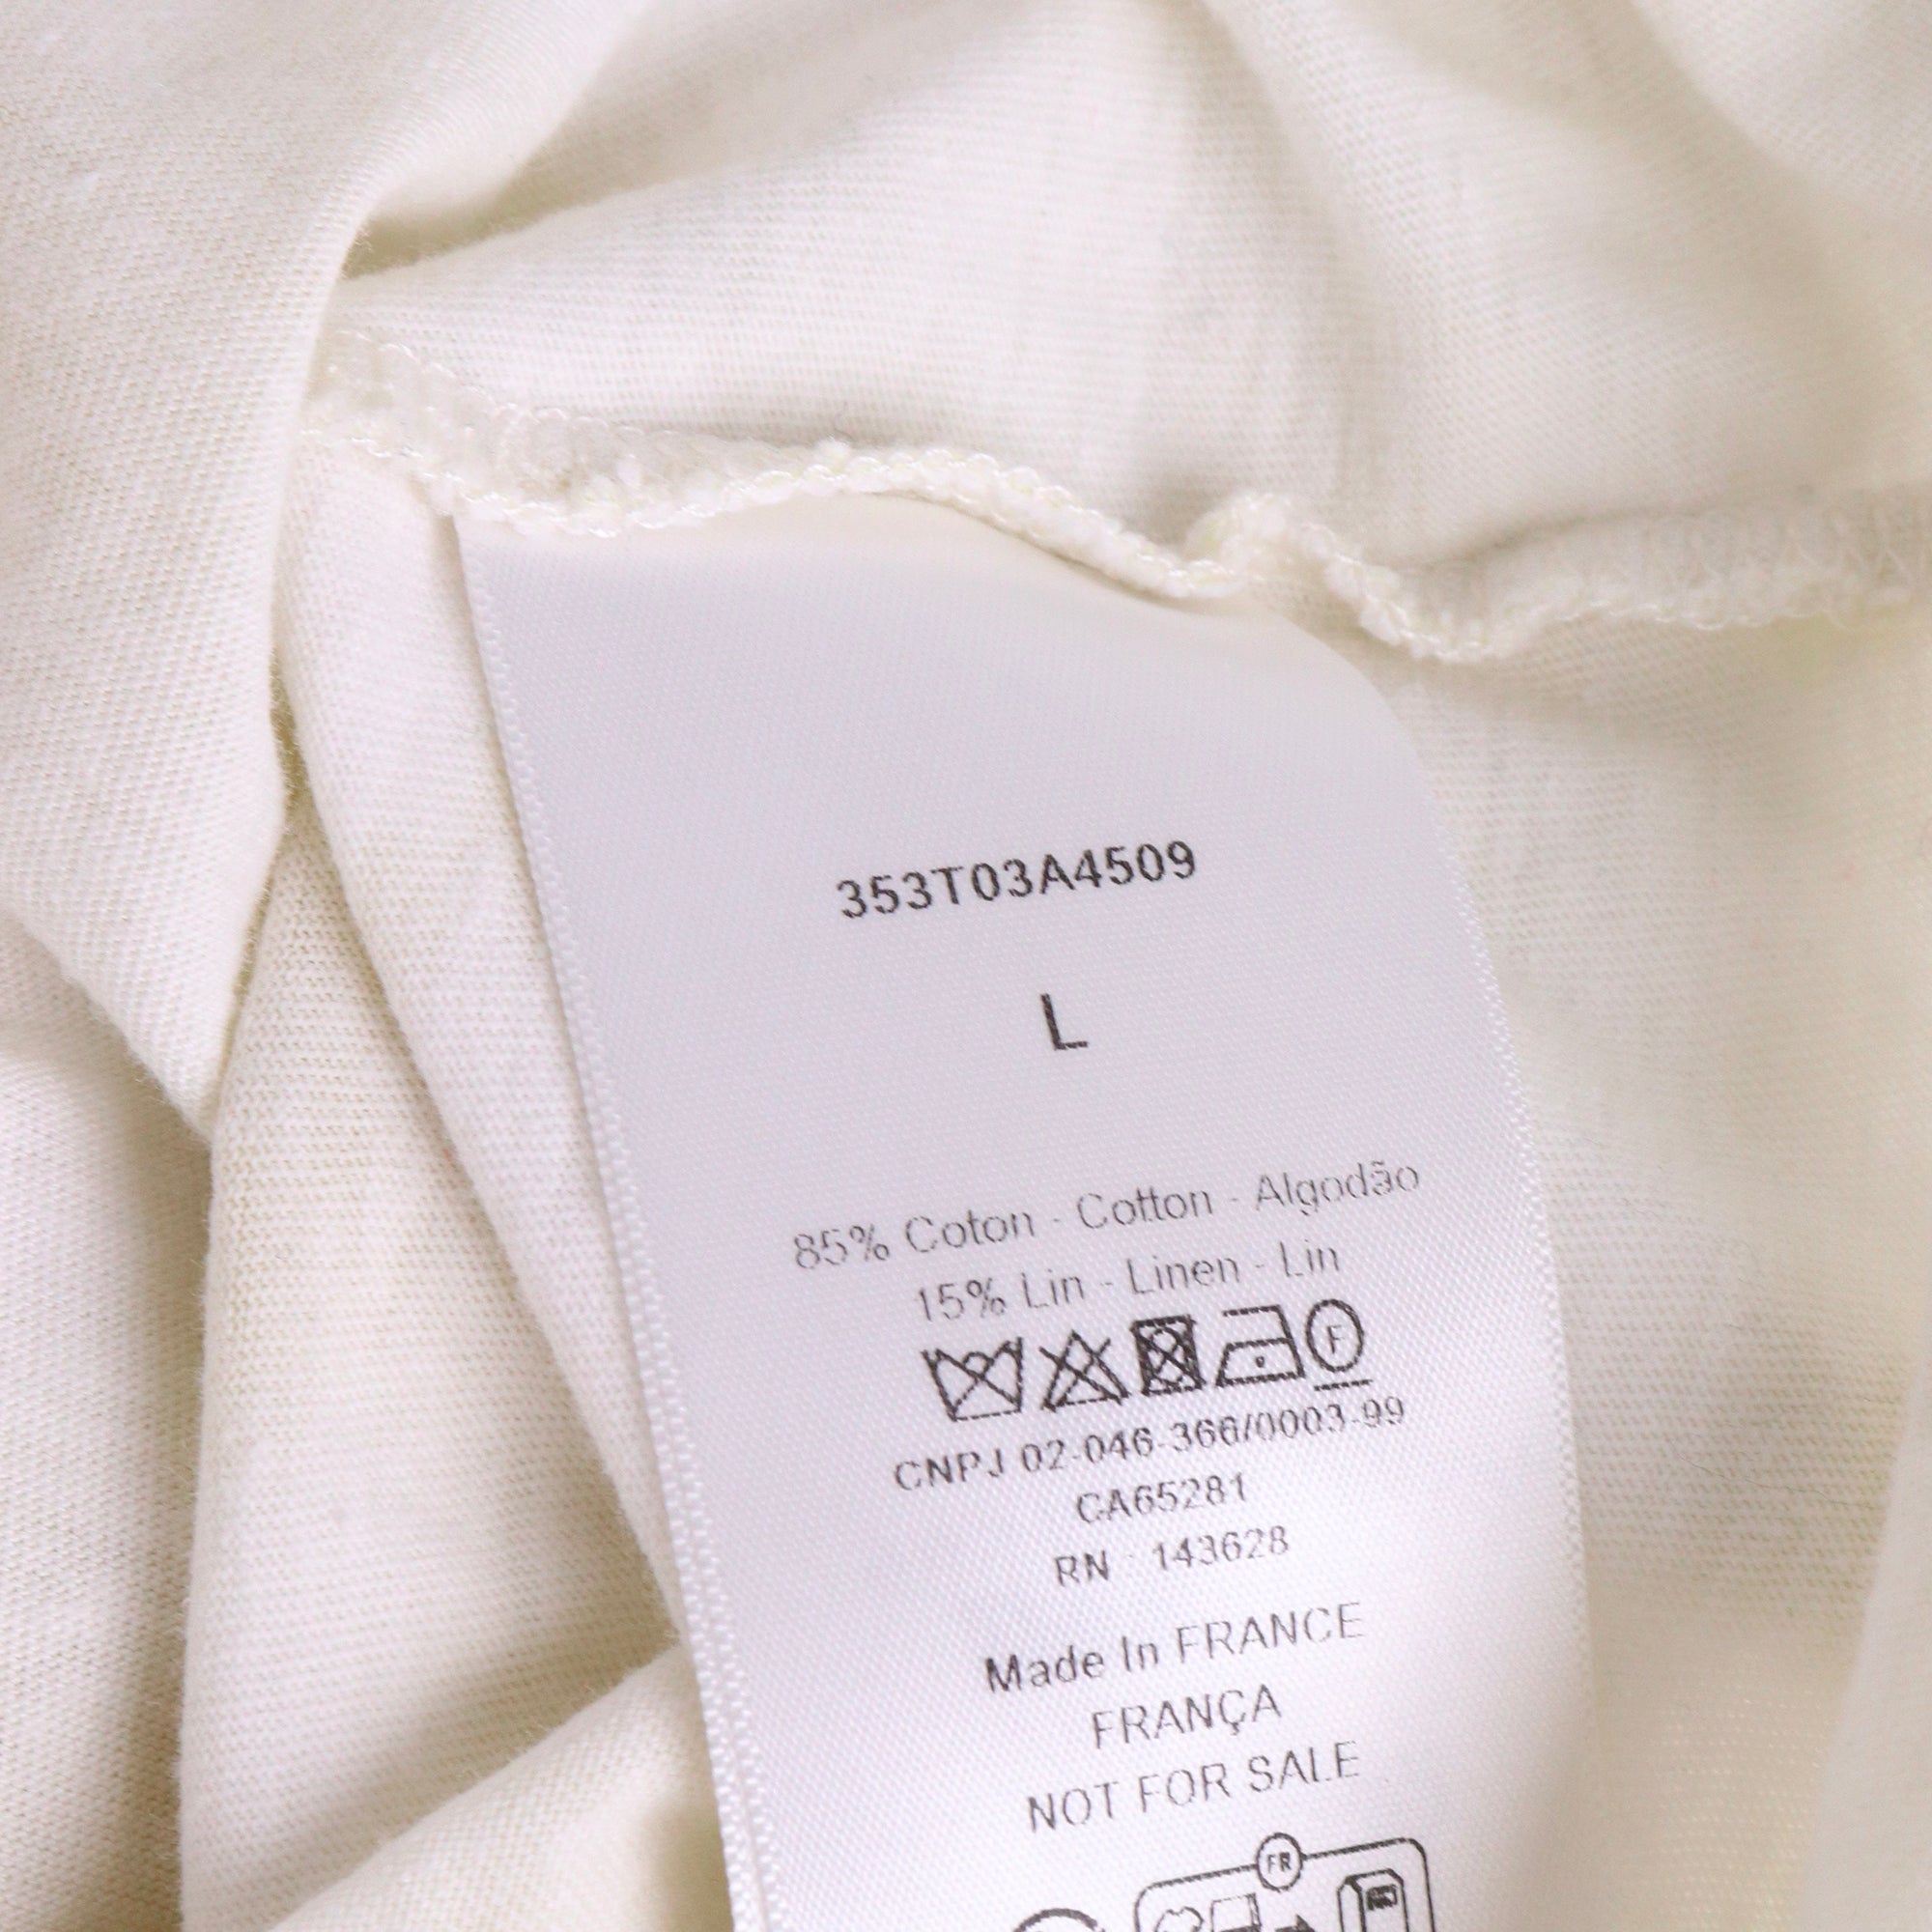 353T03A4509
L
85% Coton - Cotton - Algodão
15% Lin - Linen - Lin
F
CNPJ 02-046-366/0003-99
CA65281
RN : 143628
Made In FRANCE
FRANÇA
NOT FOR SALE
FR